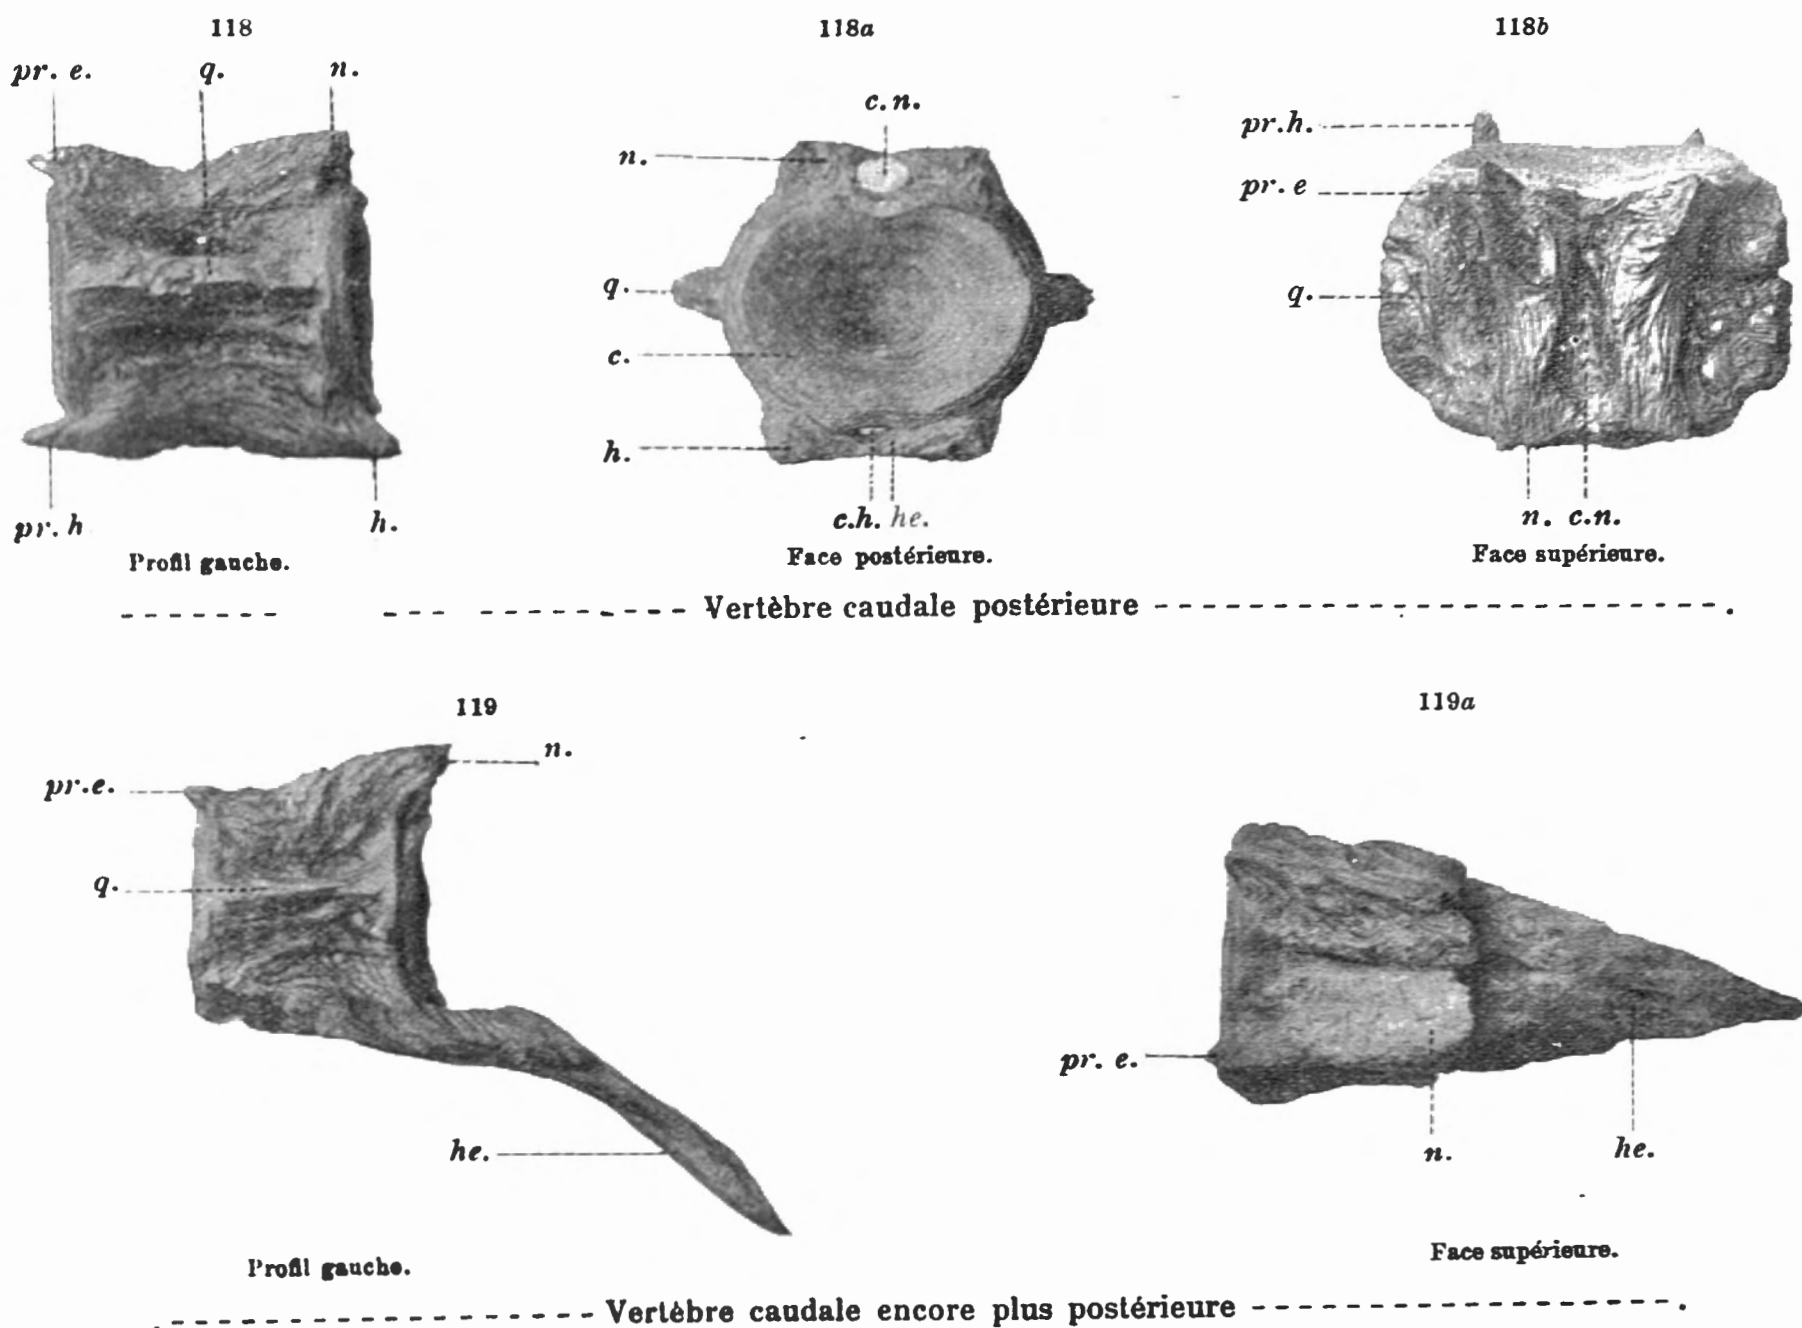 118 118a 118b
pr. e. q. n.
c.n.
n.
pr.h.
pr. e
q.
q.
c.
h.
pr. h h.
c.h. he.
n. c.n.
Profil gauche. Face postérieure. Face supérieure.
Vertèbre caudale postérieure
119 119a
n.
pr.e.
q.
pr. e.
he.
n. he.
Profil gauche. Face supérieure.
Vertèbre caudale encore plus postérieure